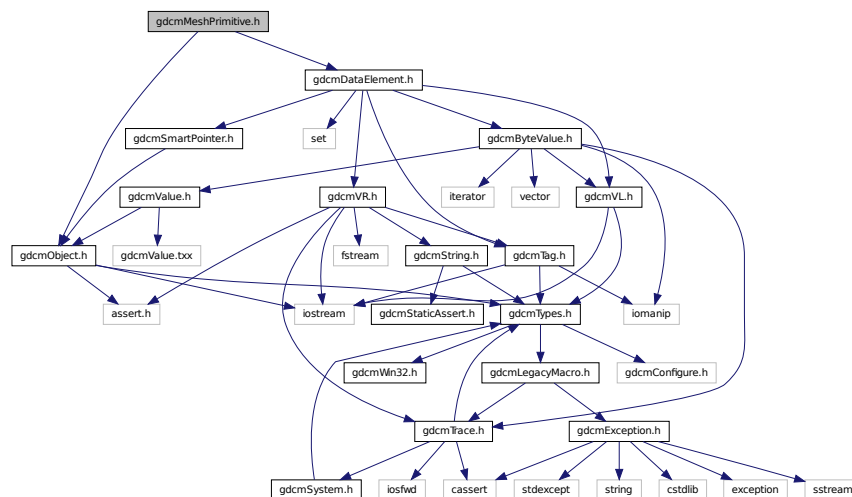 gdcmMeshPrimitive.h
gdcmDataElement.h
gdcmSmartPointer.h
set
gdcmByteValue.h
gdcmValue.h
gdcmVR.h
iterator
vector
gdcmVL.h
gdcmObject.h
gdcmValue.txx
fstream
gdcmString.h
gdcmTag.h
assert.h
iostream
gdcmStaticAssert.h
gdcmTypes.h
iomanip
gdcmWin32.h
gdcmLegacyMacro.h
gdcmConfigure.h
gdcmTrace.h
gdcmException.h
gdcmSystem.h
iosfwd
cassert
stdexcept
string
cstdlib
exception
sstream